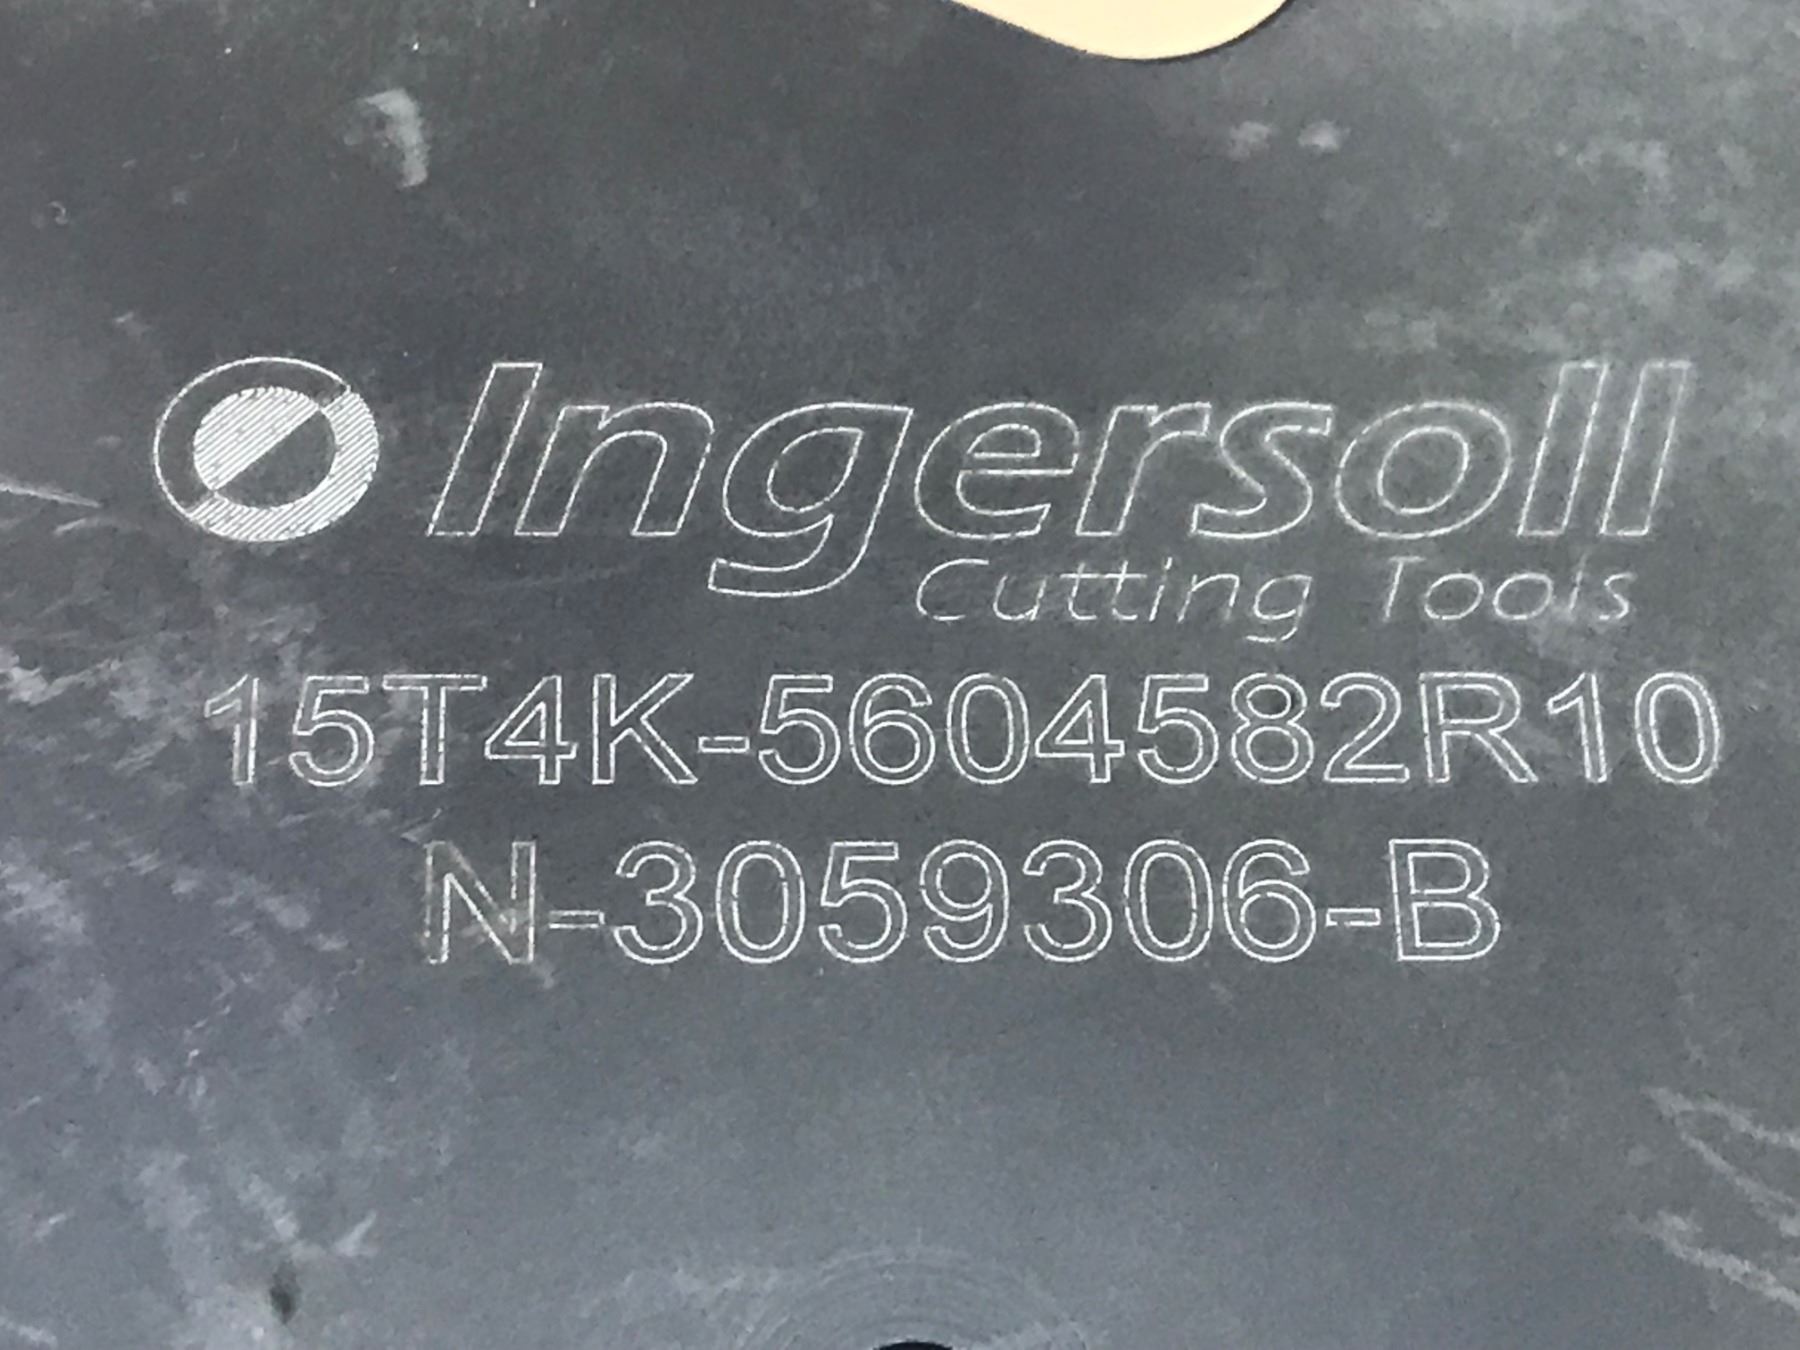 Ingersoll
Cutting Tools
15T4K-5604582R10
N-3059306-B